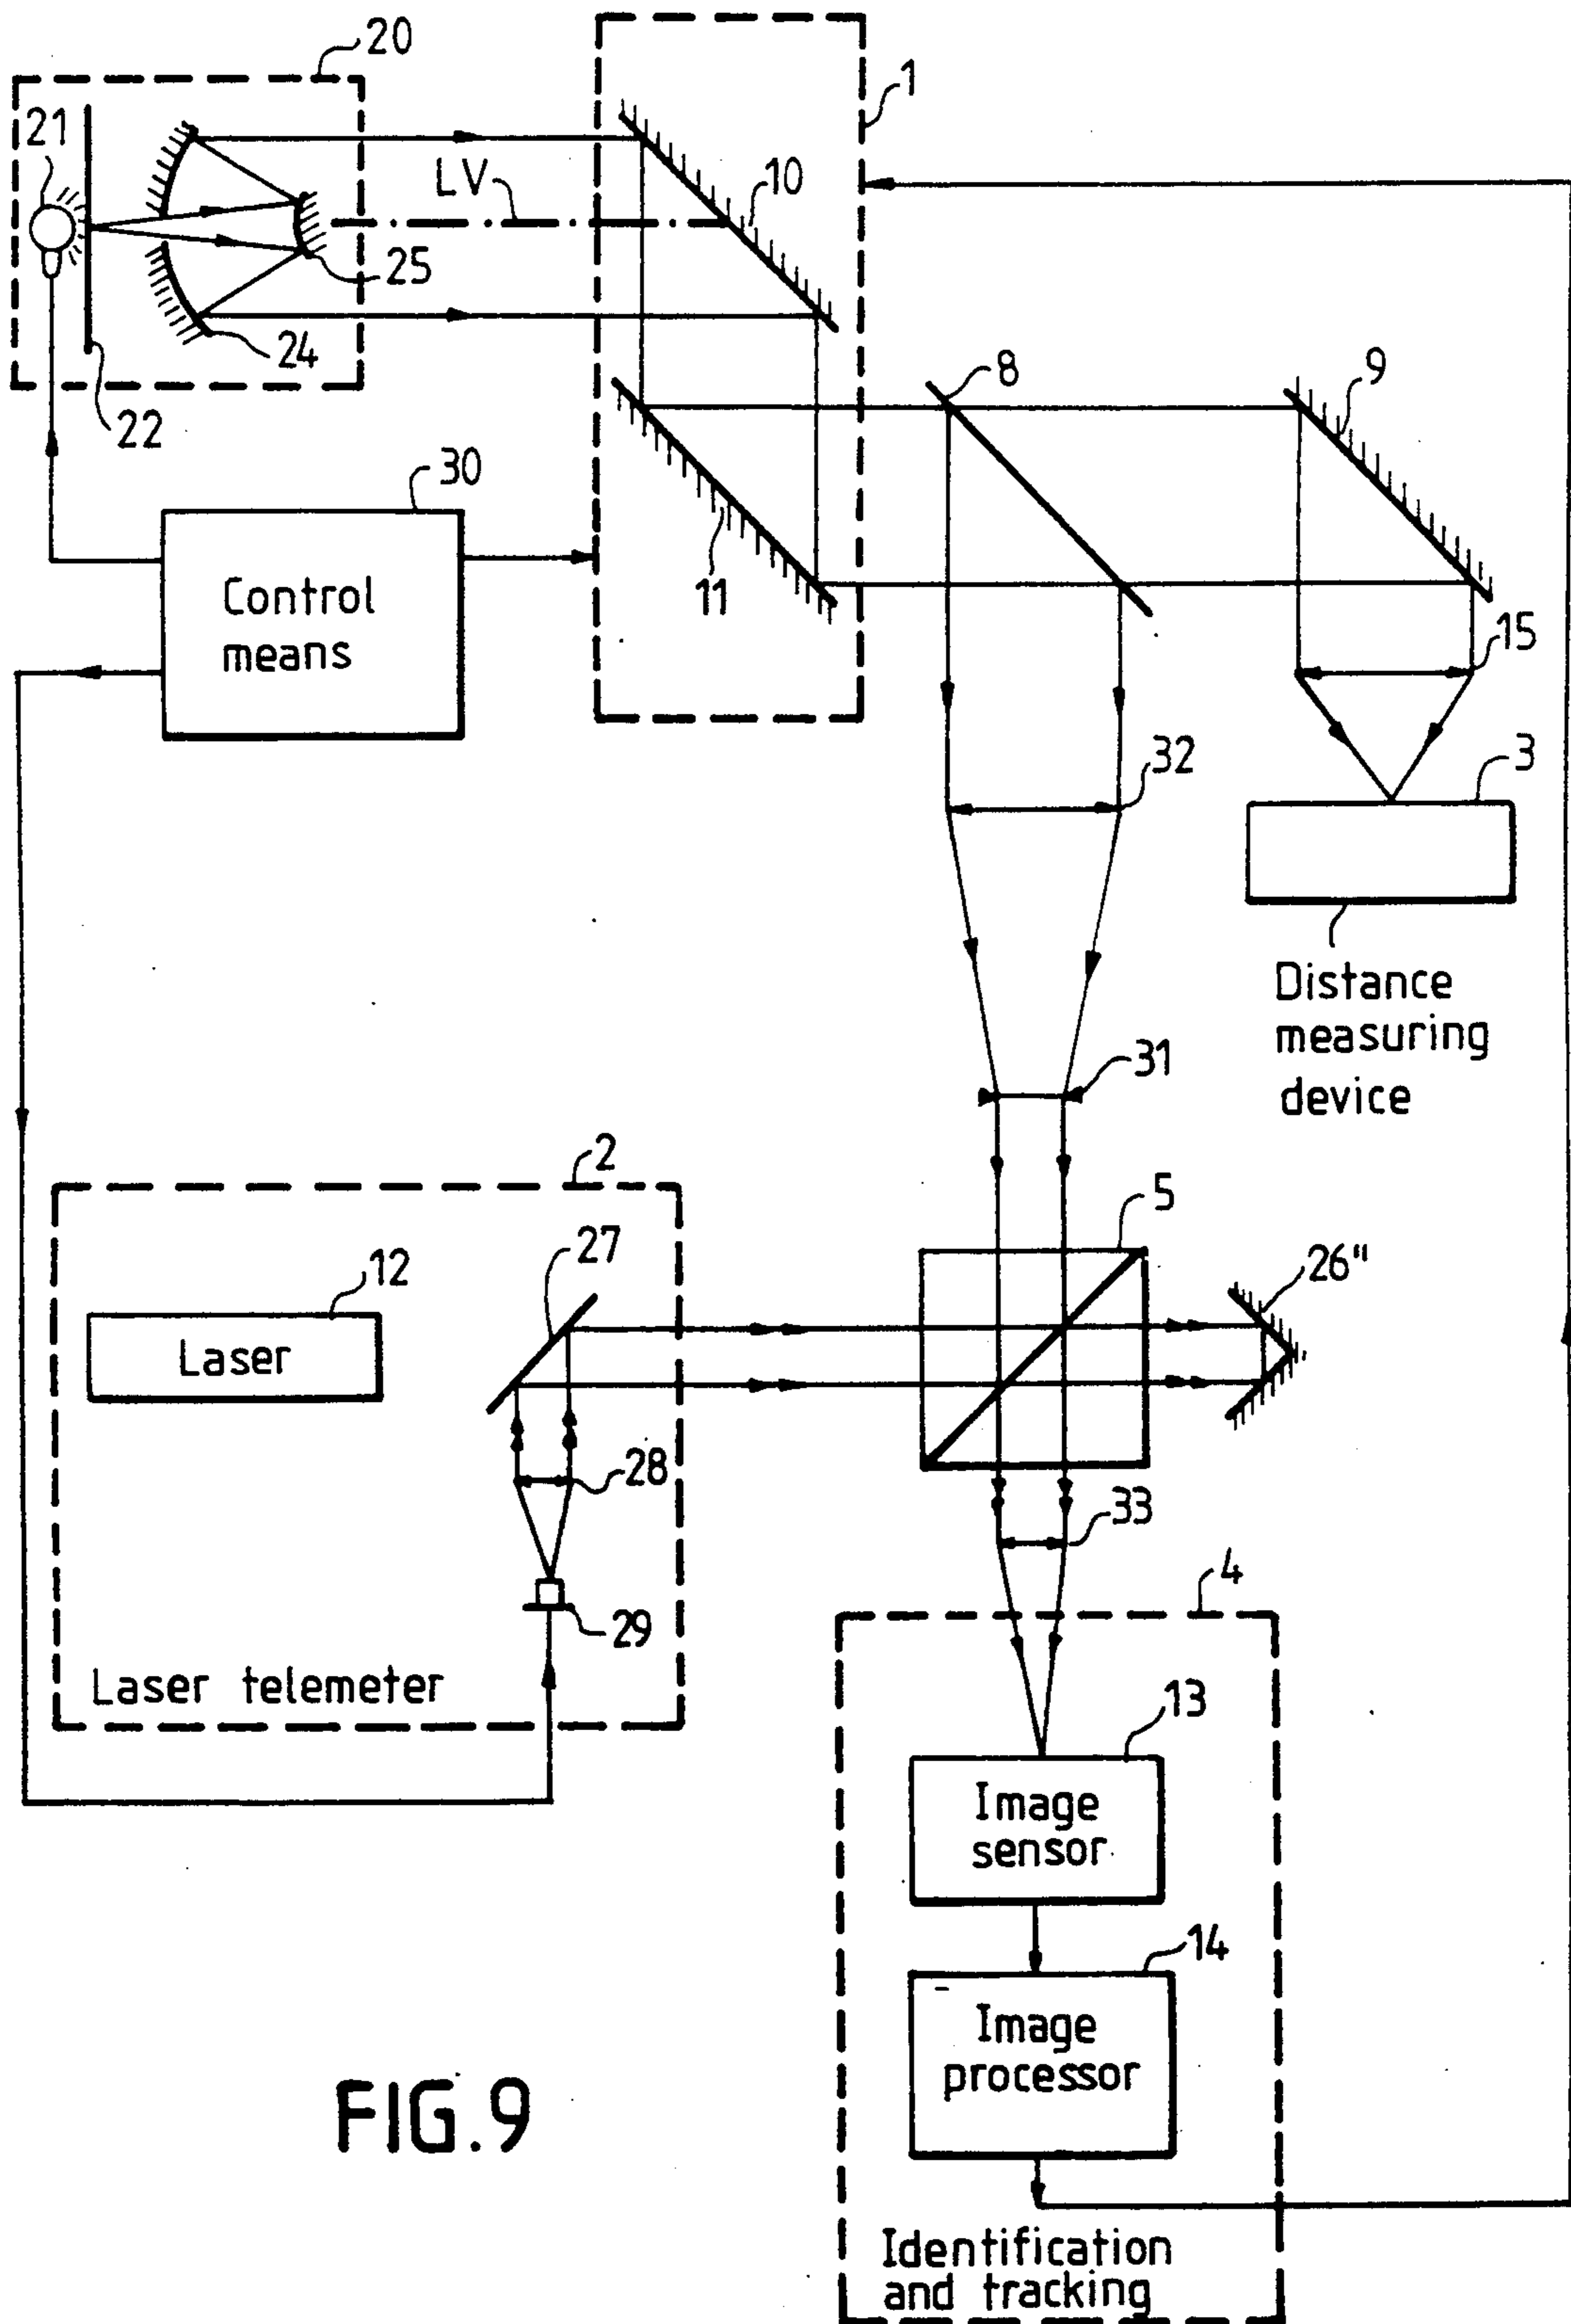 20
1
21
LV
10
25
24
22
8
9
30
Control
means
11
15
32
3
Distance
measuring
device
31
2
5
27
26"
12
Laser
28
33
29
4
Laser telemeter
13
Image
sensor
14
Image
processor
FIG.9
Identification
and tracking